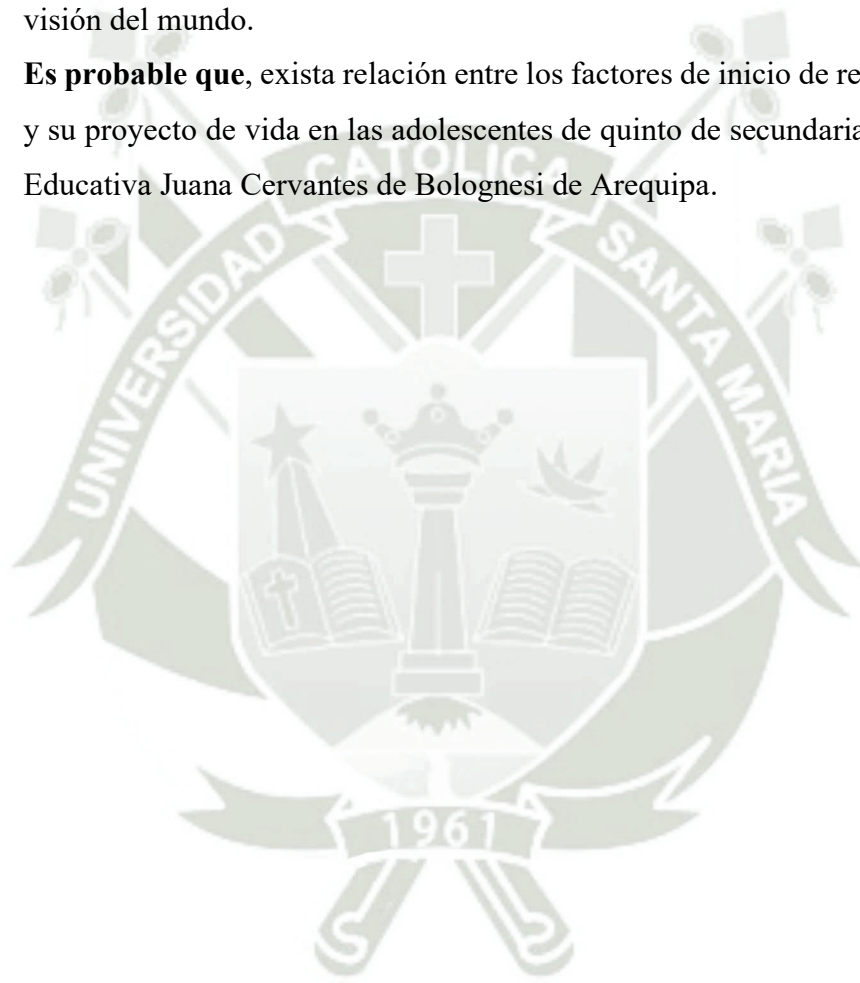 visión del mundo.
Es probable que, exista relación entre los factores de inicio de re
y su proyecto de vida en las adolescentes de quinto de secundaria
Educativa Juana Cervantes de Bolognesi de Arequipa.
UNIVERSIDAD CATOLICA SANTA MARIA
1961